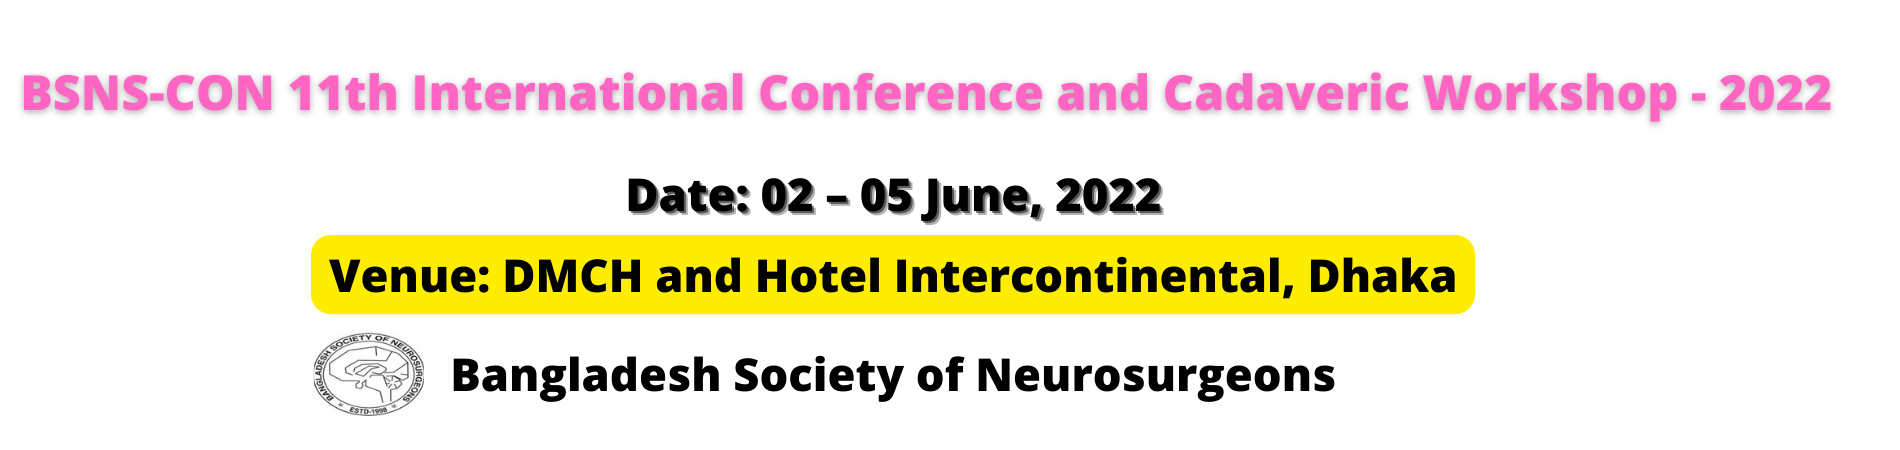 BSNS-CON 11th International Conference and Cadaveric Workshop - 2022
Date: 02 – 05 June, 2022
Venue: DMCH and Hotel Intercontinental, Dhaka
BANGLADESH SOCIETY OF NEUROSURGEONS
ESTD-1998
Bangladesh Society of Neurosurgeons